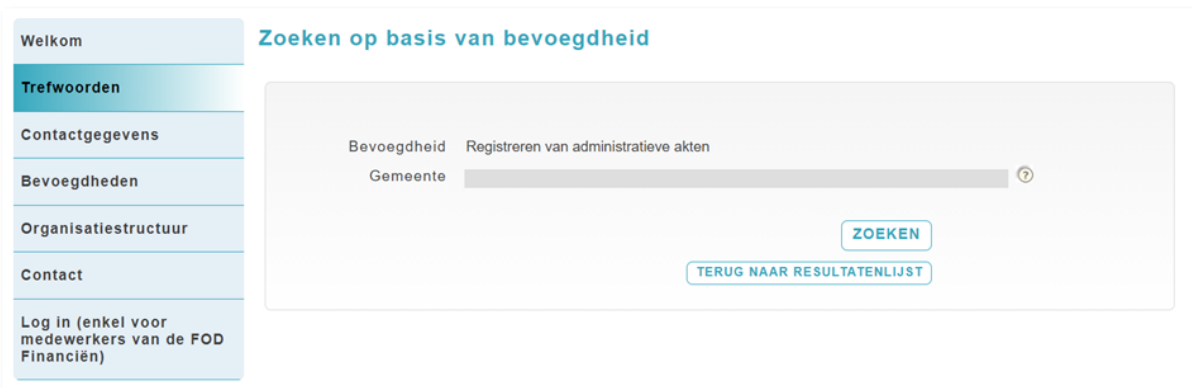 Welkom
Trefwoorden
Contactgegevens
Bevoegdheden
Organisatiestructuur
Contact
Log in (enkel voor
medewerkers van de FOD
Financiën)
Zoeken op basis van bevoegdheid
Bevoegdheid Registreren van administratieve akten
Gemeente ?
ZOEKEN
TERUG NAAR RESULTATENLIJST